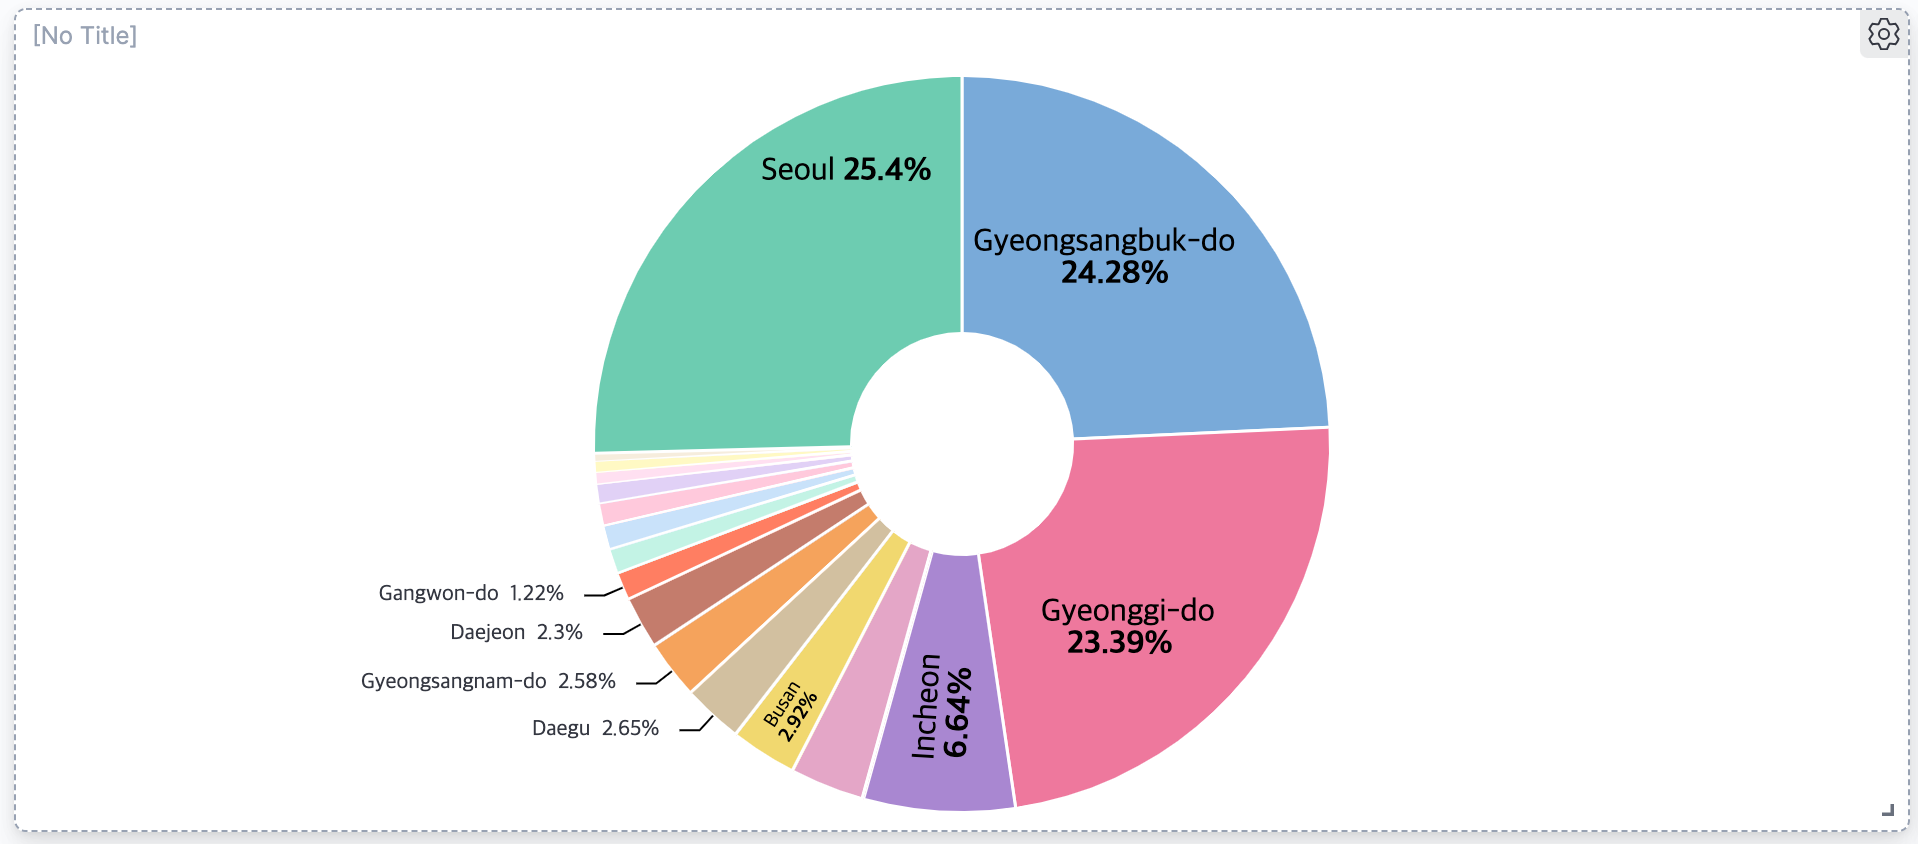 [No Title]
Seoul 25.4%
Gyeongsangbuk-do
24.28%
Gyeonggi-do
23.39%
Incheon
6.64%
Busan
2.92%
Daegu 2.65%
Gyeongsangnam-do 2.58%
Daejeon 2.3%
Gangwon-do 1.22%